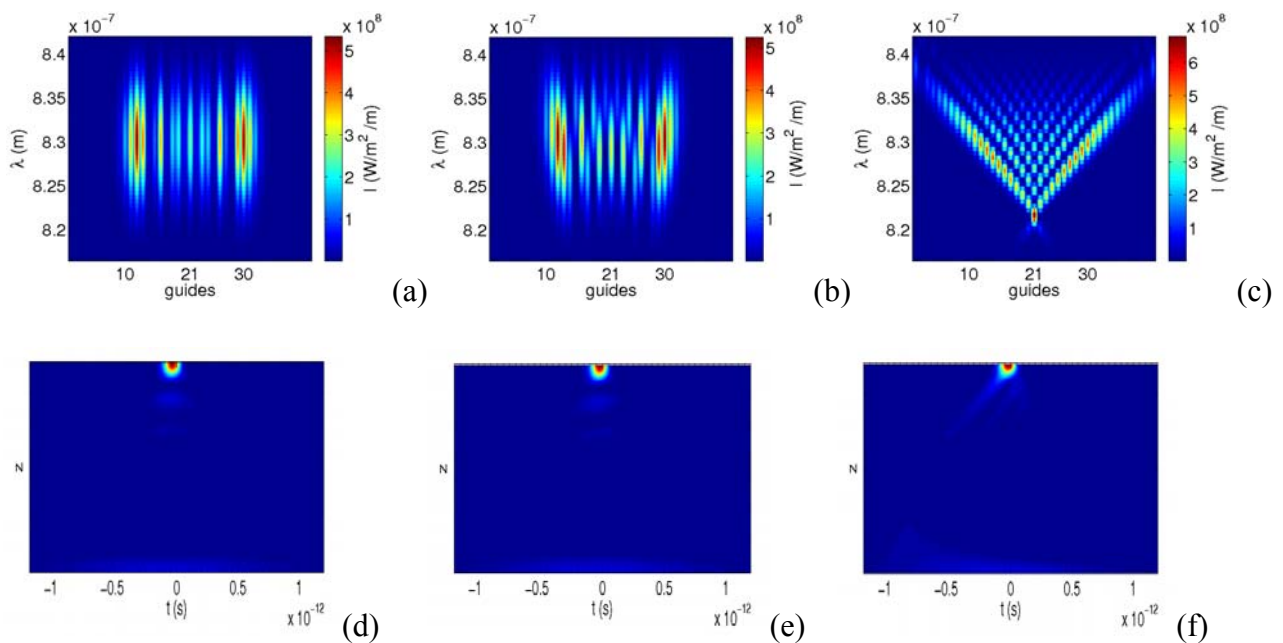 x 10⁻⁷
x 10⁸
8.4
8.35
8.3
8.25
8.2
λ (m)
10 21 30
guides
5
4
3
2
1
I (W/m² /m)
(a)
x 10⁻⁷
x 10⁸
8.4
8.35
8.3
8.25
8.2
λ (m)
10 21 30
guides
5
4
3
2
1
I (W/m² /m)
(b)
x 10⁻⁷
x 10⁸
8.4
8.35
8.3
8.25
8.2
λ (m)
10 21 30
guides
6
5
4
3
2
1
I (W/m² /m)
(c)
z
−1 −0.5 0 0.5 1
t (s)
x 10⁻¹²
(d)
z
−1 −0.5 0 0.5 1
t (s)
x 10⁻¹²
(e)
z
−1 −0.5 0 0.5 1
t (s)
x 10⁻¹²
(f)